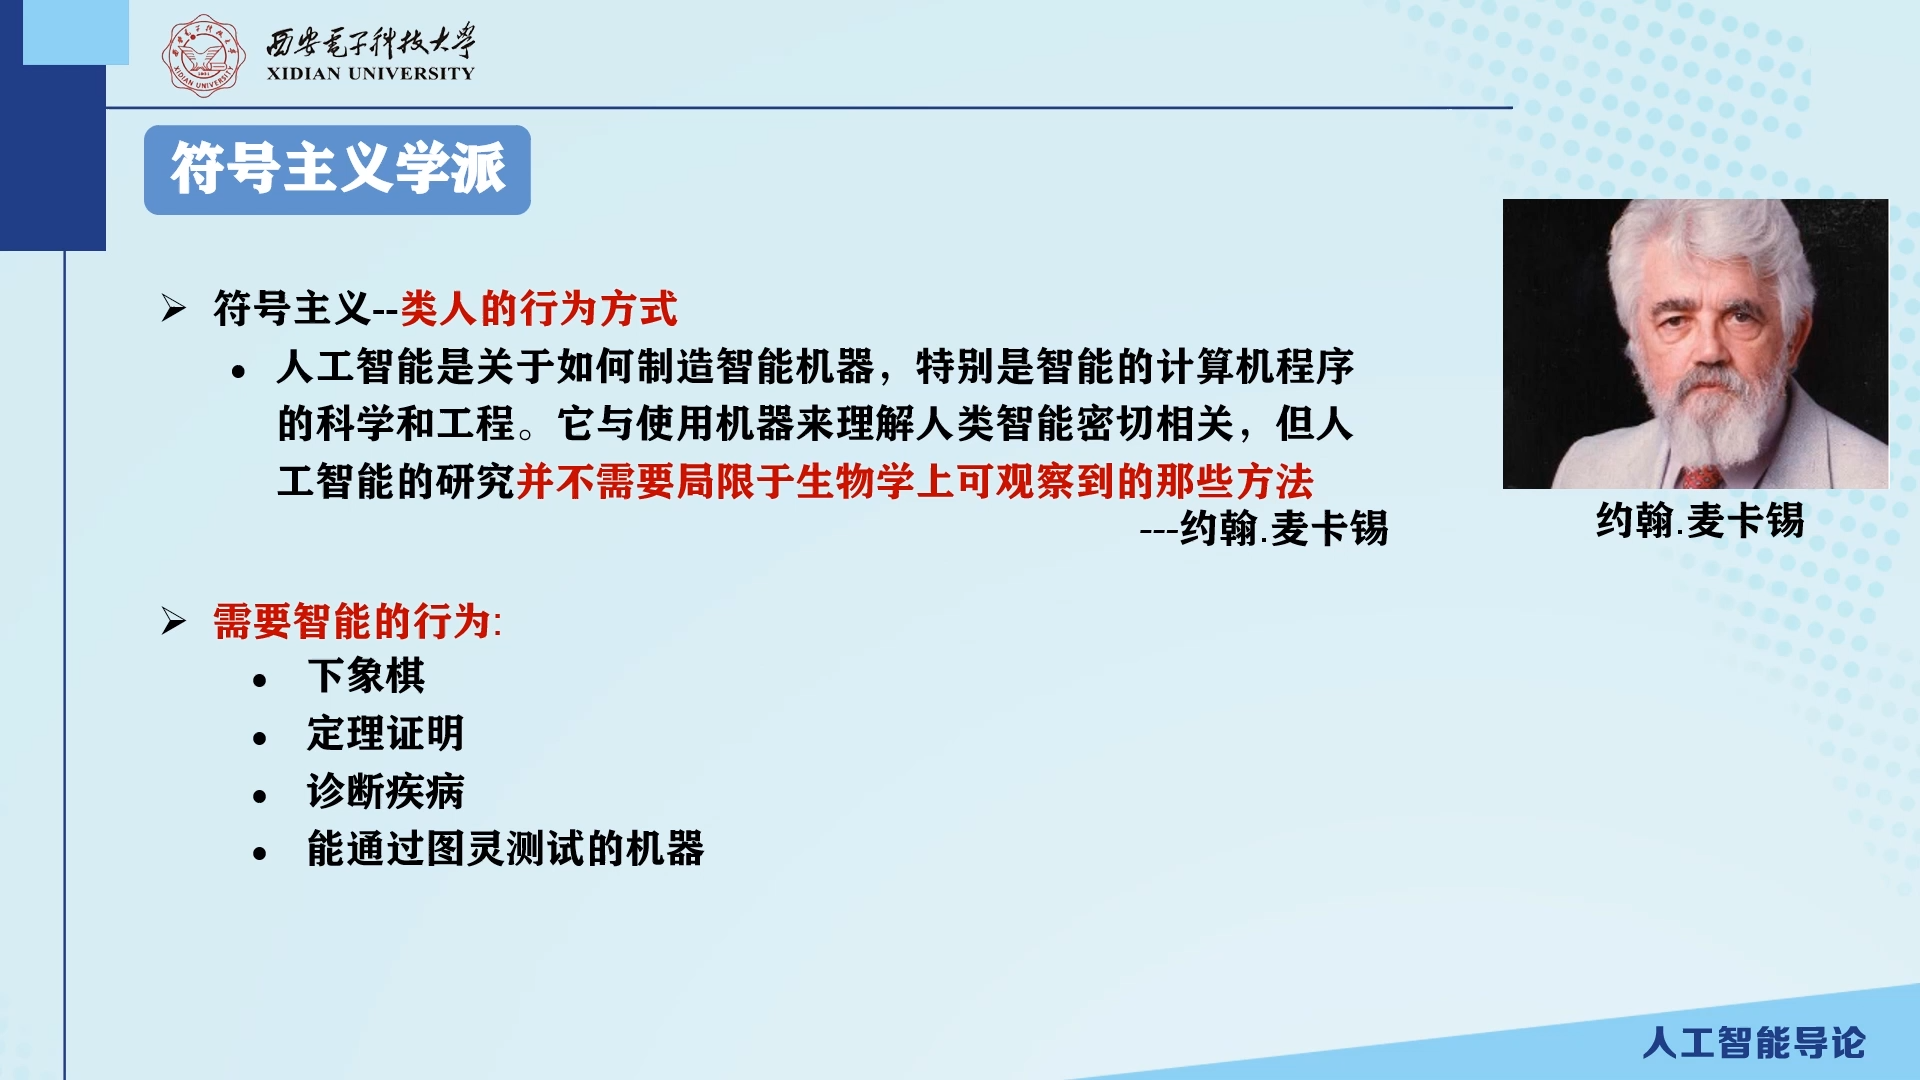 西安电子科技大学
XIDIAN UNIVERSITY
符号主义学派
符号主义--类人的行为方式
人工智能是关于如何制造智能机器，特别是智能的计算机程序
的科学和工程。它与使用机器来理解人类智能密切相关，但人
工智能的研究并不需要局限于生物学上可观察到的那些方法
---约翰.麦卡锡
约翰.麦卡锡
需要智能的行为:
下象棋
定理证明
诊断疾病
能通过图灵测试的机器
人工智能导论